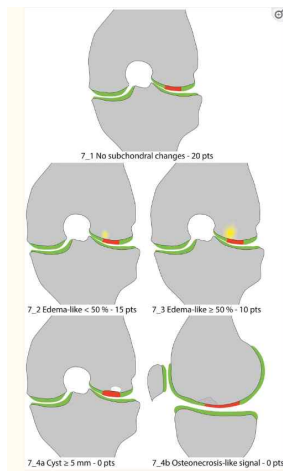 7_1 No subchondral changes - 20 pts
7_2 Edema-like < 50 % - 15 pts
7_3 Edema-like ≥ 50 % - 10 pts
7_4a Cyst ≥ 5 mm - 0 pts
7_4b Osteonecrosis-like signal - 0 pts